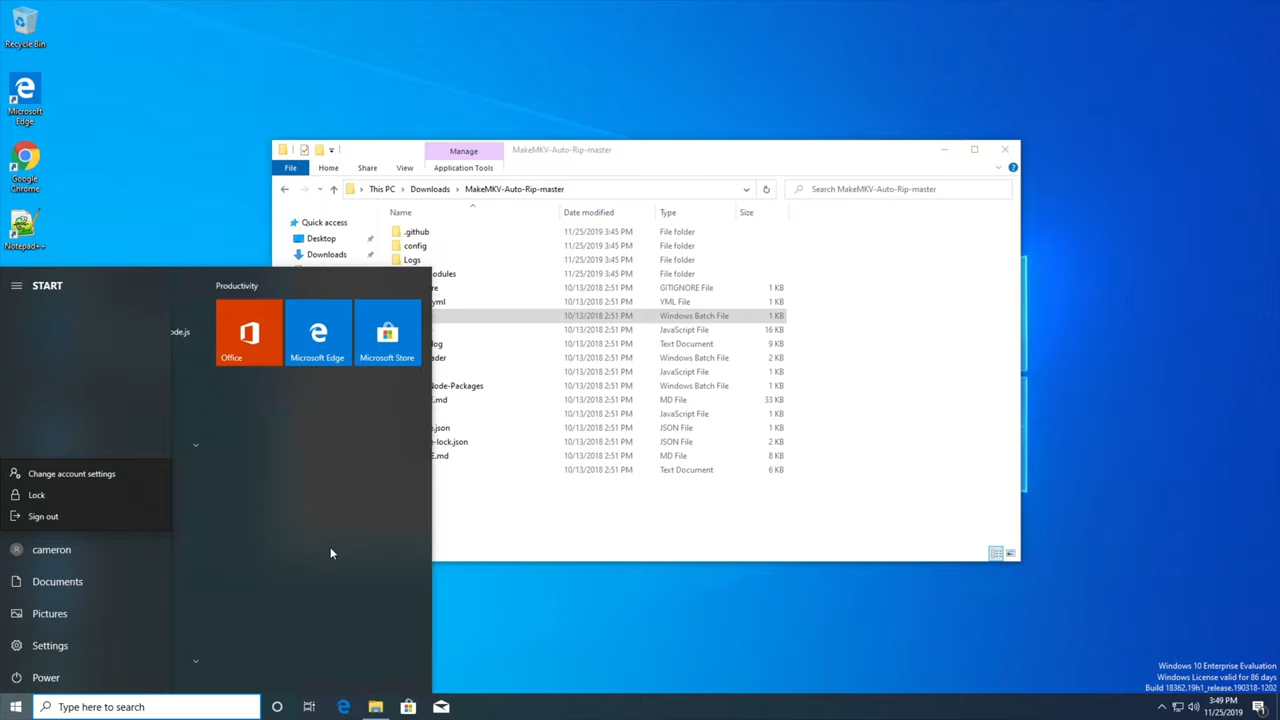 Recycle Bin
Microsoft
Edge
Google
Chrome
Notepad++
Manage
MakeMKV-Auto-Rip-master
File
Home
Share
View
Application Tools
This PC
Downloads
MakeMKV-Auto-Rip-master
Search MakeMKV-Auto-Rip-master
Quick access
Desktop
Downloads
Name
Date modified
Type
Size
.github 11/25/2019 3:45 PM File folder
config 11/25/2019 3:45 PM File folder
Logs 11/25/2019 3:45 PM File folder
odules 11/25/2019 3:45 PM File folder
re 10/13/2018 2:51 PM GITIGNORE File 1 KB
yml 10/13/2018 2:51 PM YML File 1 KB
10/13/2018 2:51 PM Windows Batch File 1 KB
10/13/2018 2:51 PM JavaScript File 16 KB
log 10/13/2018 2:51 PM Text Document 9 KB
ader 10/13/2018 2:51 PM Windows Batch File 2 KB
10/13/2018 2:51 PM JavaScript File 1 KB
Node-Packages 10/13/2018 2:51 PM Windows Batch File 1 KB
.md 10/13/2018 2:51 PM MD File 33 KB
10/13/2018 2:51 PM JavaScript File 1 KB
.json 10/13/2018 2:51 PM JSON File 1 KB
e-lock.json 10/13/2018 2:51 PM JSON File 2 KB
E.md 10/13/2018 2:51 PM MD File 8 KB
10/13/2018 2:51 PM Text Document 6 KB
START
Productivity
ode.js
Office
Microsoft Edge
Microsoft Store
Change account settings
Lock
Sign out
cameron
Documents
Pictures
Settings
Power
Type here to search
Windows 10 Enterprise Evaluation
Windows License valid for 86 days
Build 18362.19h1_release.190318-1202
3:49 PM
11/25/2019
1